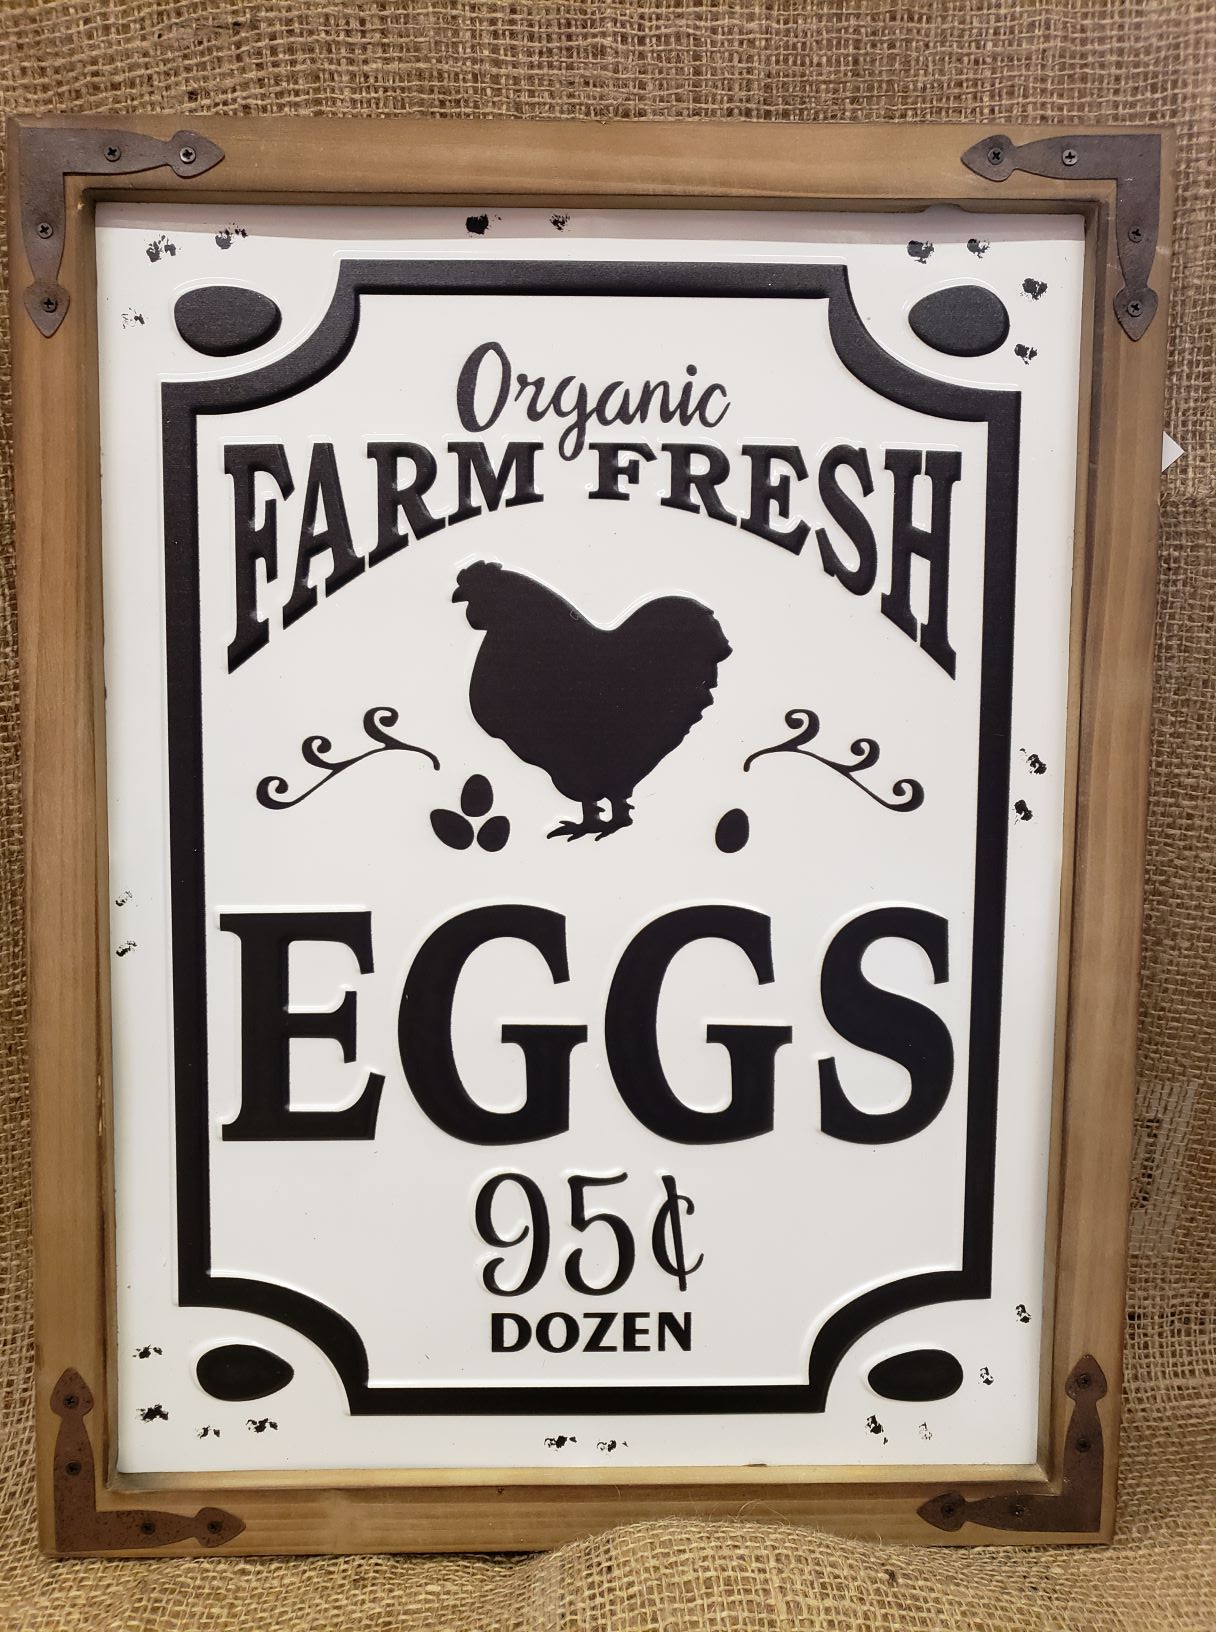 Organic
FARM FRESH
EGGS
95¢
DOZEN